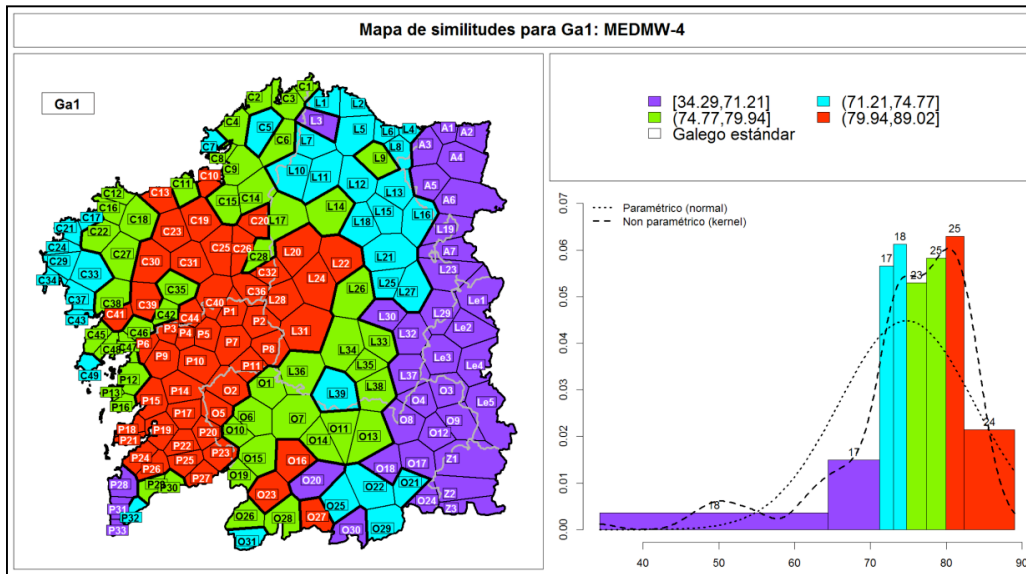 Mapa de similitudes para Ga1: MEDMW-4
Ga1
C1
C2 C3 L1 L2
C4 C5 L3 L5 L6 L4 A1 A2
C7 C6 L7 L8 A3
C8 C9 L9 A4
C10 C11 L10 L11 L12 L13 A5
C12 C13 C15 C14 L14 A6
C16 C17 C18 C19 C20 L17 L18 L15 L16 L19
C21 C22 C23 C25 C26 C28 L20 L22 L21 A7
C24 C29 C27 C30 C31 C32 L24 L25 L27 L23
C34 C33 C35 C36 L28 L26 L30 L29 Le1
C37 C38 C39 C40 L31 L32 Le2
C43 C41 C42 C44 P1 P2 L33
C45 C46 P3 P4 P5 P7 P8 L34 L35 L37 Le3 Le4
C48 C47 P6 P9 P10 P11 L36 L38 O3 Le5
C49 P12 P13 P14 O2 O1 L39 O4 O9
P16 P15 P17 O5 O6 O7 O8 O12
P18 P19 P20 O10 O11 O13 O14
P21 P22 P23 O15 O16 O18 O17 Z1
P24 P26 P25 P27 O19 O20 O22 O21 Z2
P28 P29 P30 O23 O25 O24 Z3
P31 P32 O26 O28 O27 O29
P33 O31 O30
[34.29,71.21] (71.21,74.77]
(74.77,79.94] (79.94,89.02]
Galego estándar
Paramétrico (normal)
Non paramétrico (kernel)
0.07
0.06
0.05
0.04
0.03
0.02
0.01
0.00
18 17 17 18 23 25 25 24
40 50 60 70 80 90